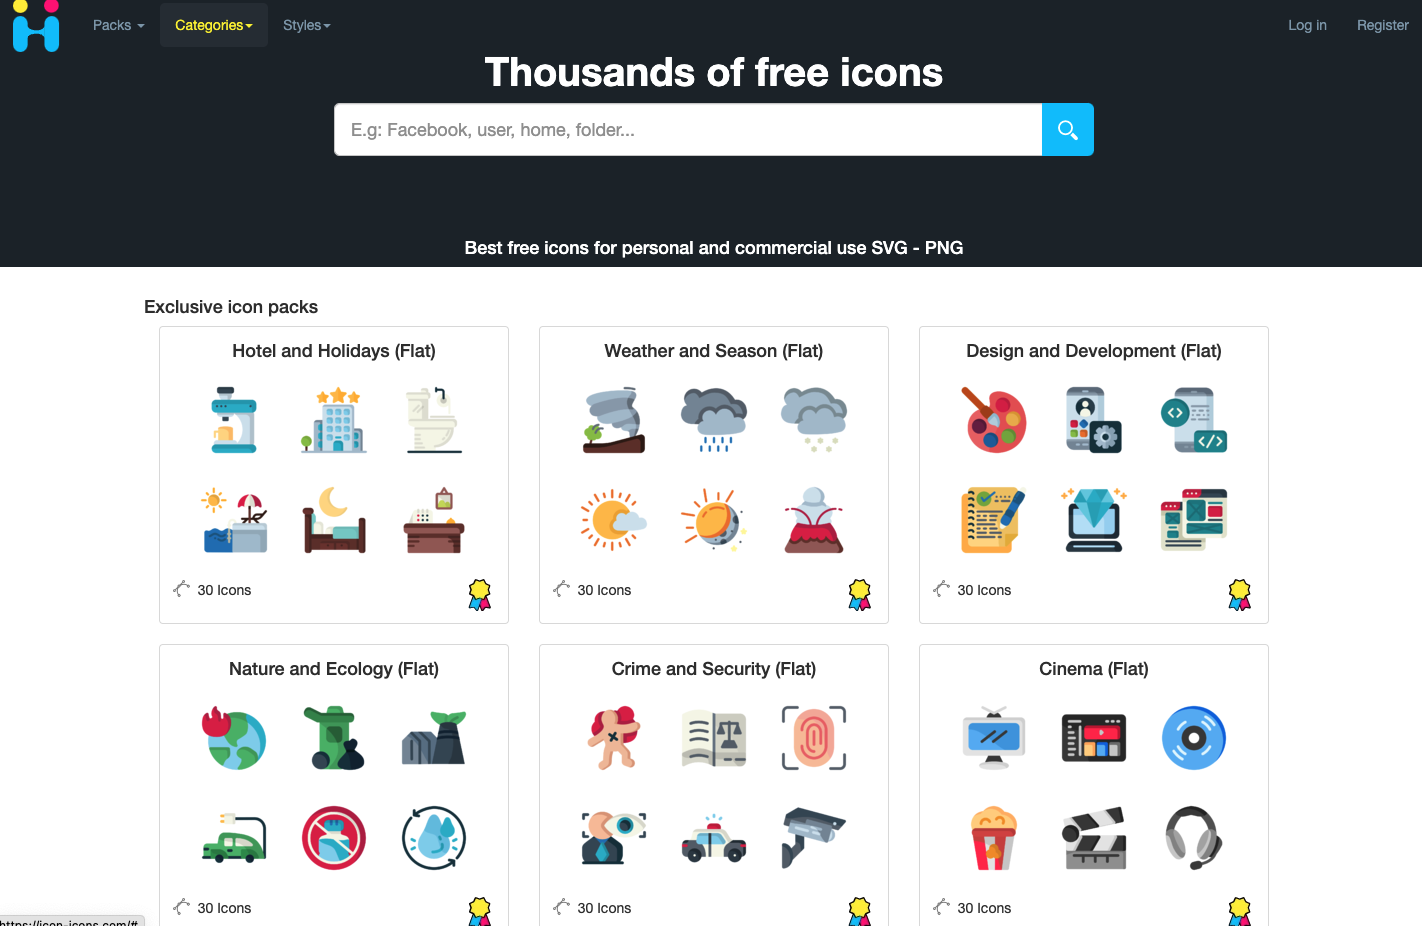 Packs Categories Styles Log in Register
Thousands of free icons
E.g: Facebook, user, home, folder...
Best free icons for personal and commercial use SVG - PNG
Exclusive icon packs
Hotel and Holidays (Flat) Weather and Season (Flat) Design and Development (Flat)
30 Icons 30 Icons 30 Icons
Nature and Ecology (Flat) Crime and Security (Flat) Cinema (Flat)
30 Icons 30 Icons 30 Icons
https://icon-icons.com/#